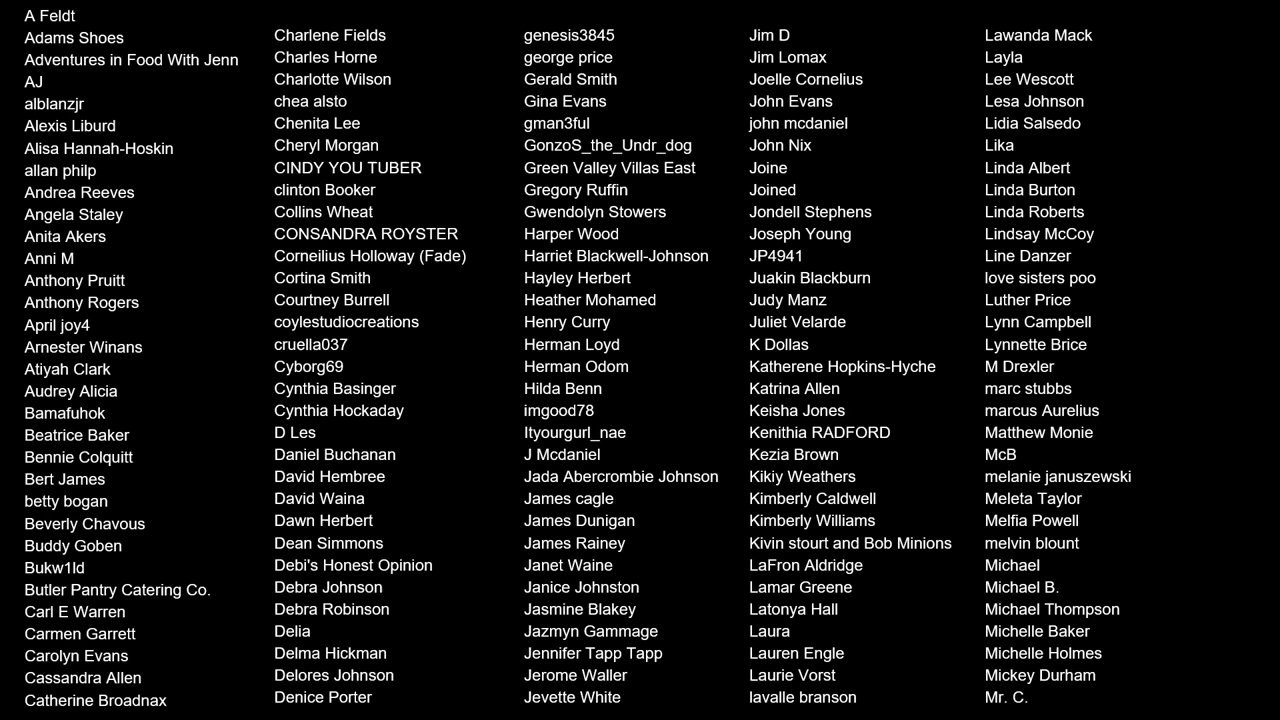 A Feldt
Adams Shoes
Adventures in Food With Jenn
AJ
alblanzjr
Alexis Liburd
Alisa Hannah-Hoskin
allan philp
Andrea Reeves
Angela Staley
Anita Akers
Anni M
Anthony Pruitt
Anthony Rogers
April joy4
Arnester Winans
Atiyah Clark
Audrey Alicia
Bamafuhok
Beatrice Baker
Bennie Colquitt
Bert James
betty bogan
Beverly Chavous
Buddy Goben
Bukw1ld
Butler Pantry Catering Co.
Carl E Warren
Carmen Garrett
Carolyn Evans
Cassandra Allen
Catherine Broadnax
Charlene Fields
Charles Horne
Charlotte Wilson
chea alsto
Chenita Lee
Cheryl Morgan
CINDY YOU TUBER
clinton Booker
Collins Wheat
CONSANDRA ROYSTER
Corneilius Holloway (Fade)
Cortina Smith
Courtney Burrell
coylestudiocreations
cruella037
Cyborg69
Cynthia Basinger
Cynthia Hockaday
D Les
Daniel Buchanan
David Hembree
David Waina
Dawn Herbert
Dean Simmons
Debi's Honest Opinion
Debra Johnson
Debra Robinson
Delia
Delma Hickman
Delores Johnson
Denice Porter
genesis3845
george price
Gerald Smith
Gina Evans
gman3ful
GonzoS_the_Undr_dog
Green Valley Villas East
Gregory Ruffin
Gwendolyn Stowers
Harper Wood
Harriet Blackwell-Johnson
Hayley Herbert
Heather Mohamed
Henry Curry
Herman Loyd
Herman Odom
Hilda Benn
imgood78
Ityourgurl_nae
J Mcdaniel
Jada Abercrombie Johnson
James cagle
James Dunigan
James Rainey
Janet Waine
Janice Johnston
Jasmine Blakey
Jazmyn Gammage
Jennifer Tapp Tapp
Jerome Waller
Jevette White
Jim D
Jim Lomax
Joelle Cornelius
John Evans
john mcdaniel
John Nix
Joine
Joined
Jondell Stephens
Joseph Young
JP4941
Juakin Blackburn
Judy Manz
Juliet Velarde
K Dollas
Katherene Hopkins-Hyche
Katrina Allen
Keisha Jones
Kenithia RADFORD
Kezia Brown
Kikiy Weathers
Kimberly Caldwell
Kimberly Williams
Kivin stourt and Bob Minions
LaFron Aldridge
Lamar Greene
Latonya Hall
Laura
Lauren Engle
Laurie Vorst
lavalle branson
Lawanda Mack
Layla
Lee Wescott
Lesa Johnson
Lidia Salsedo
Lika
Linda Albert
Linda Burton
Linda Roberts
Lindsay McCoy
Line Danzer
love sisters poo
Luther Price
Lynn Campbell
Lynnette Brice
M Drexler
marc stubbs
marcus Aurelius
Matthew Monie
McB
melanie januszewski
Meleta Taylor
Melfia Powell
melvin blount
Michael
Michael B.
Michael Thompson
Michelle Baker
Michelle Holmes
Mickey Durham
Mr. C.